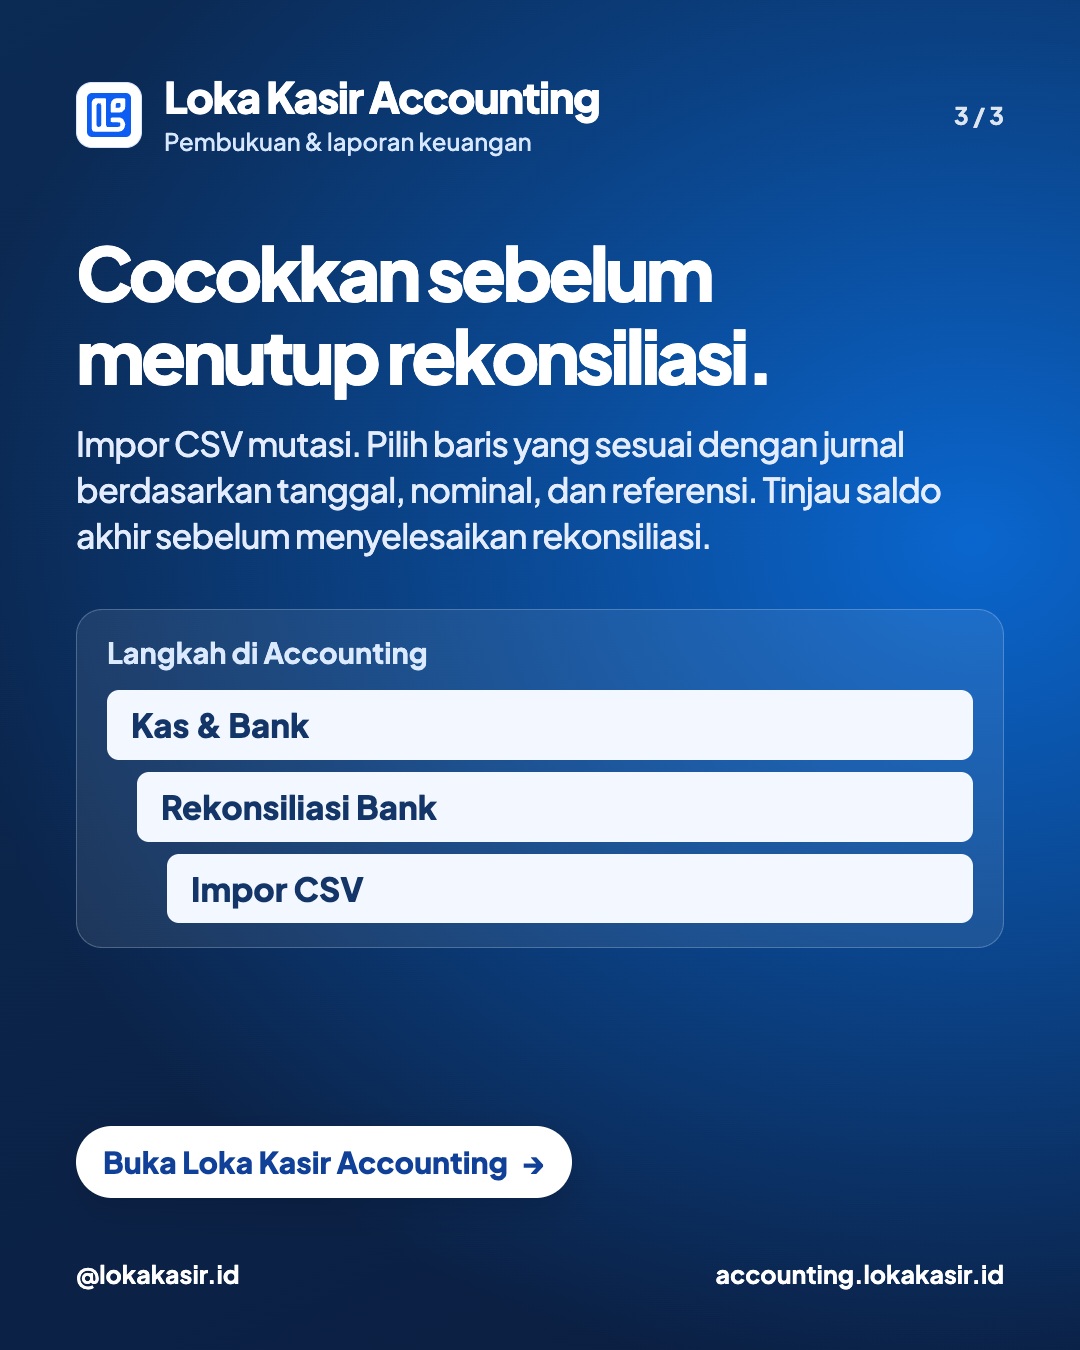 Loka Kasir Accounting
Pembukuan & laporan keuangan
3 / 3
Cocokkan sebelum
menutup rekonsiliasi.
Impor CSV mutasi. Pilih baris yang sesuai dengan jurnal
berdasarkan tanggal, nominal, dan referensi. Tinjau saldo
akhir sebelum menyelesaikan rekonsiliasi.
Langkah di Accounting
Kas & Bank
Rekonsiliasi Bank
Impor CSV
Buka Loka Kasir Accounting →
@lokakasir.id
accounting.lokakasir.id